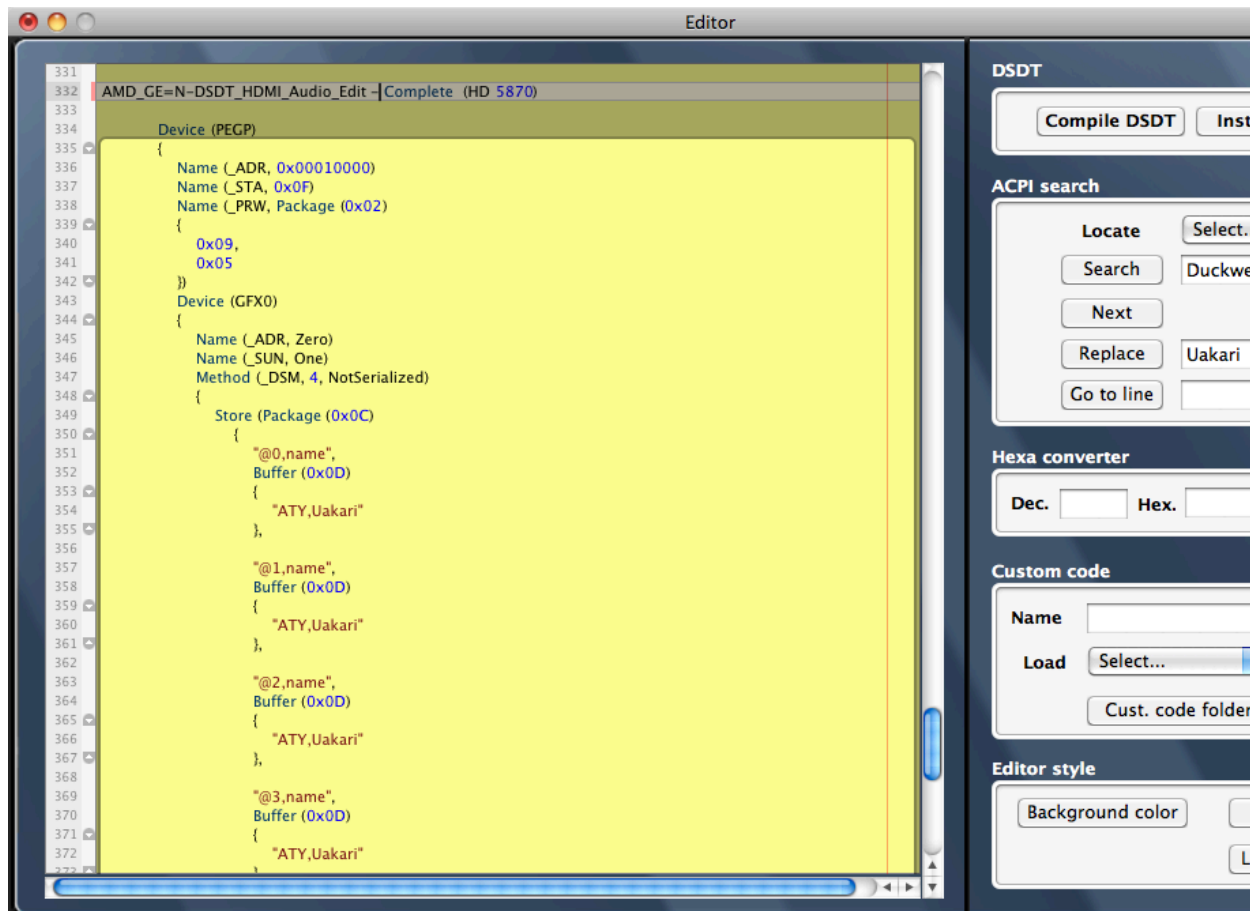 Editor
331
332 AMD_GE=N-DSDT_HDMI_Audio_Edit - Complete (HD 5870)
333
334 Device (PEGP)
335 {
336 Name (_ADR, 0x00010000)
337 Name (_STA, 0x0F)
338 Name (_PRW, Package (0x02)
339 {
340 0x09,
341 0x05
342 })
343 Device (GFX0)
344 {
345 Name (_ADR, Zero)
346 Name (_SUN, One)
347 Method (_DSM, 4, NotSerialized)
348 {
349 Store (Package (0x0C)
350 {
351 "@0,name",
352 Buffer (0x0D)
353 {
354 "ATY,Uakari"
355 },
356
357 "@1,name",
358 Buffer (0x0D)
359 {
360 "ATY,Uakari"
361 },
362
363 "@2,name",
364 Buffer (0x0D)
365 {
366 "ATY,Uakari"
367 },
368
369 "@3,name",
370 Buffer (0x0D)
371 {
372 "ATY,Uakari"
DSDT
Compile DSDT Inst
ACPI search
Locate Select.
Search Duckwe
Next
Replace Uakari
Go to line
Hexa converter
Dec. Hex.
Custom code
Name
Load Select...
Cust. code folder
Editor style
Background color
L